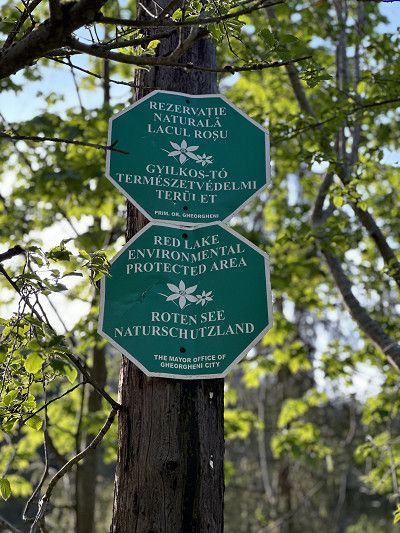 REZERVAȚIE
NATURALĂ
LACUL ROȘU
GYILKOS-TÓ
TERMÉSZETVÉDELMI
TERÜLET
PRIM. OR. GHEORGHENI
RED LAKE
ENVIRONMENTAL
PROTECTED AREA
ROTEN SEE
NATURSCHUTZLAND
THE MAYOR OFFICE OF
GHEORGHENI CITY